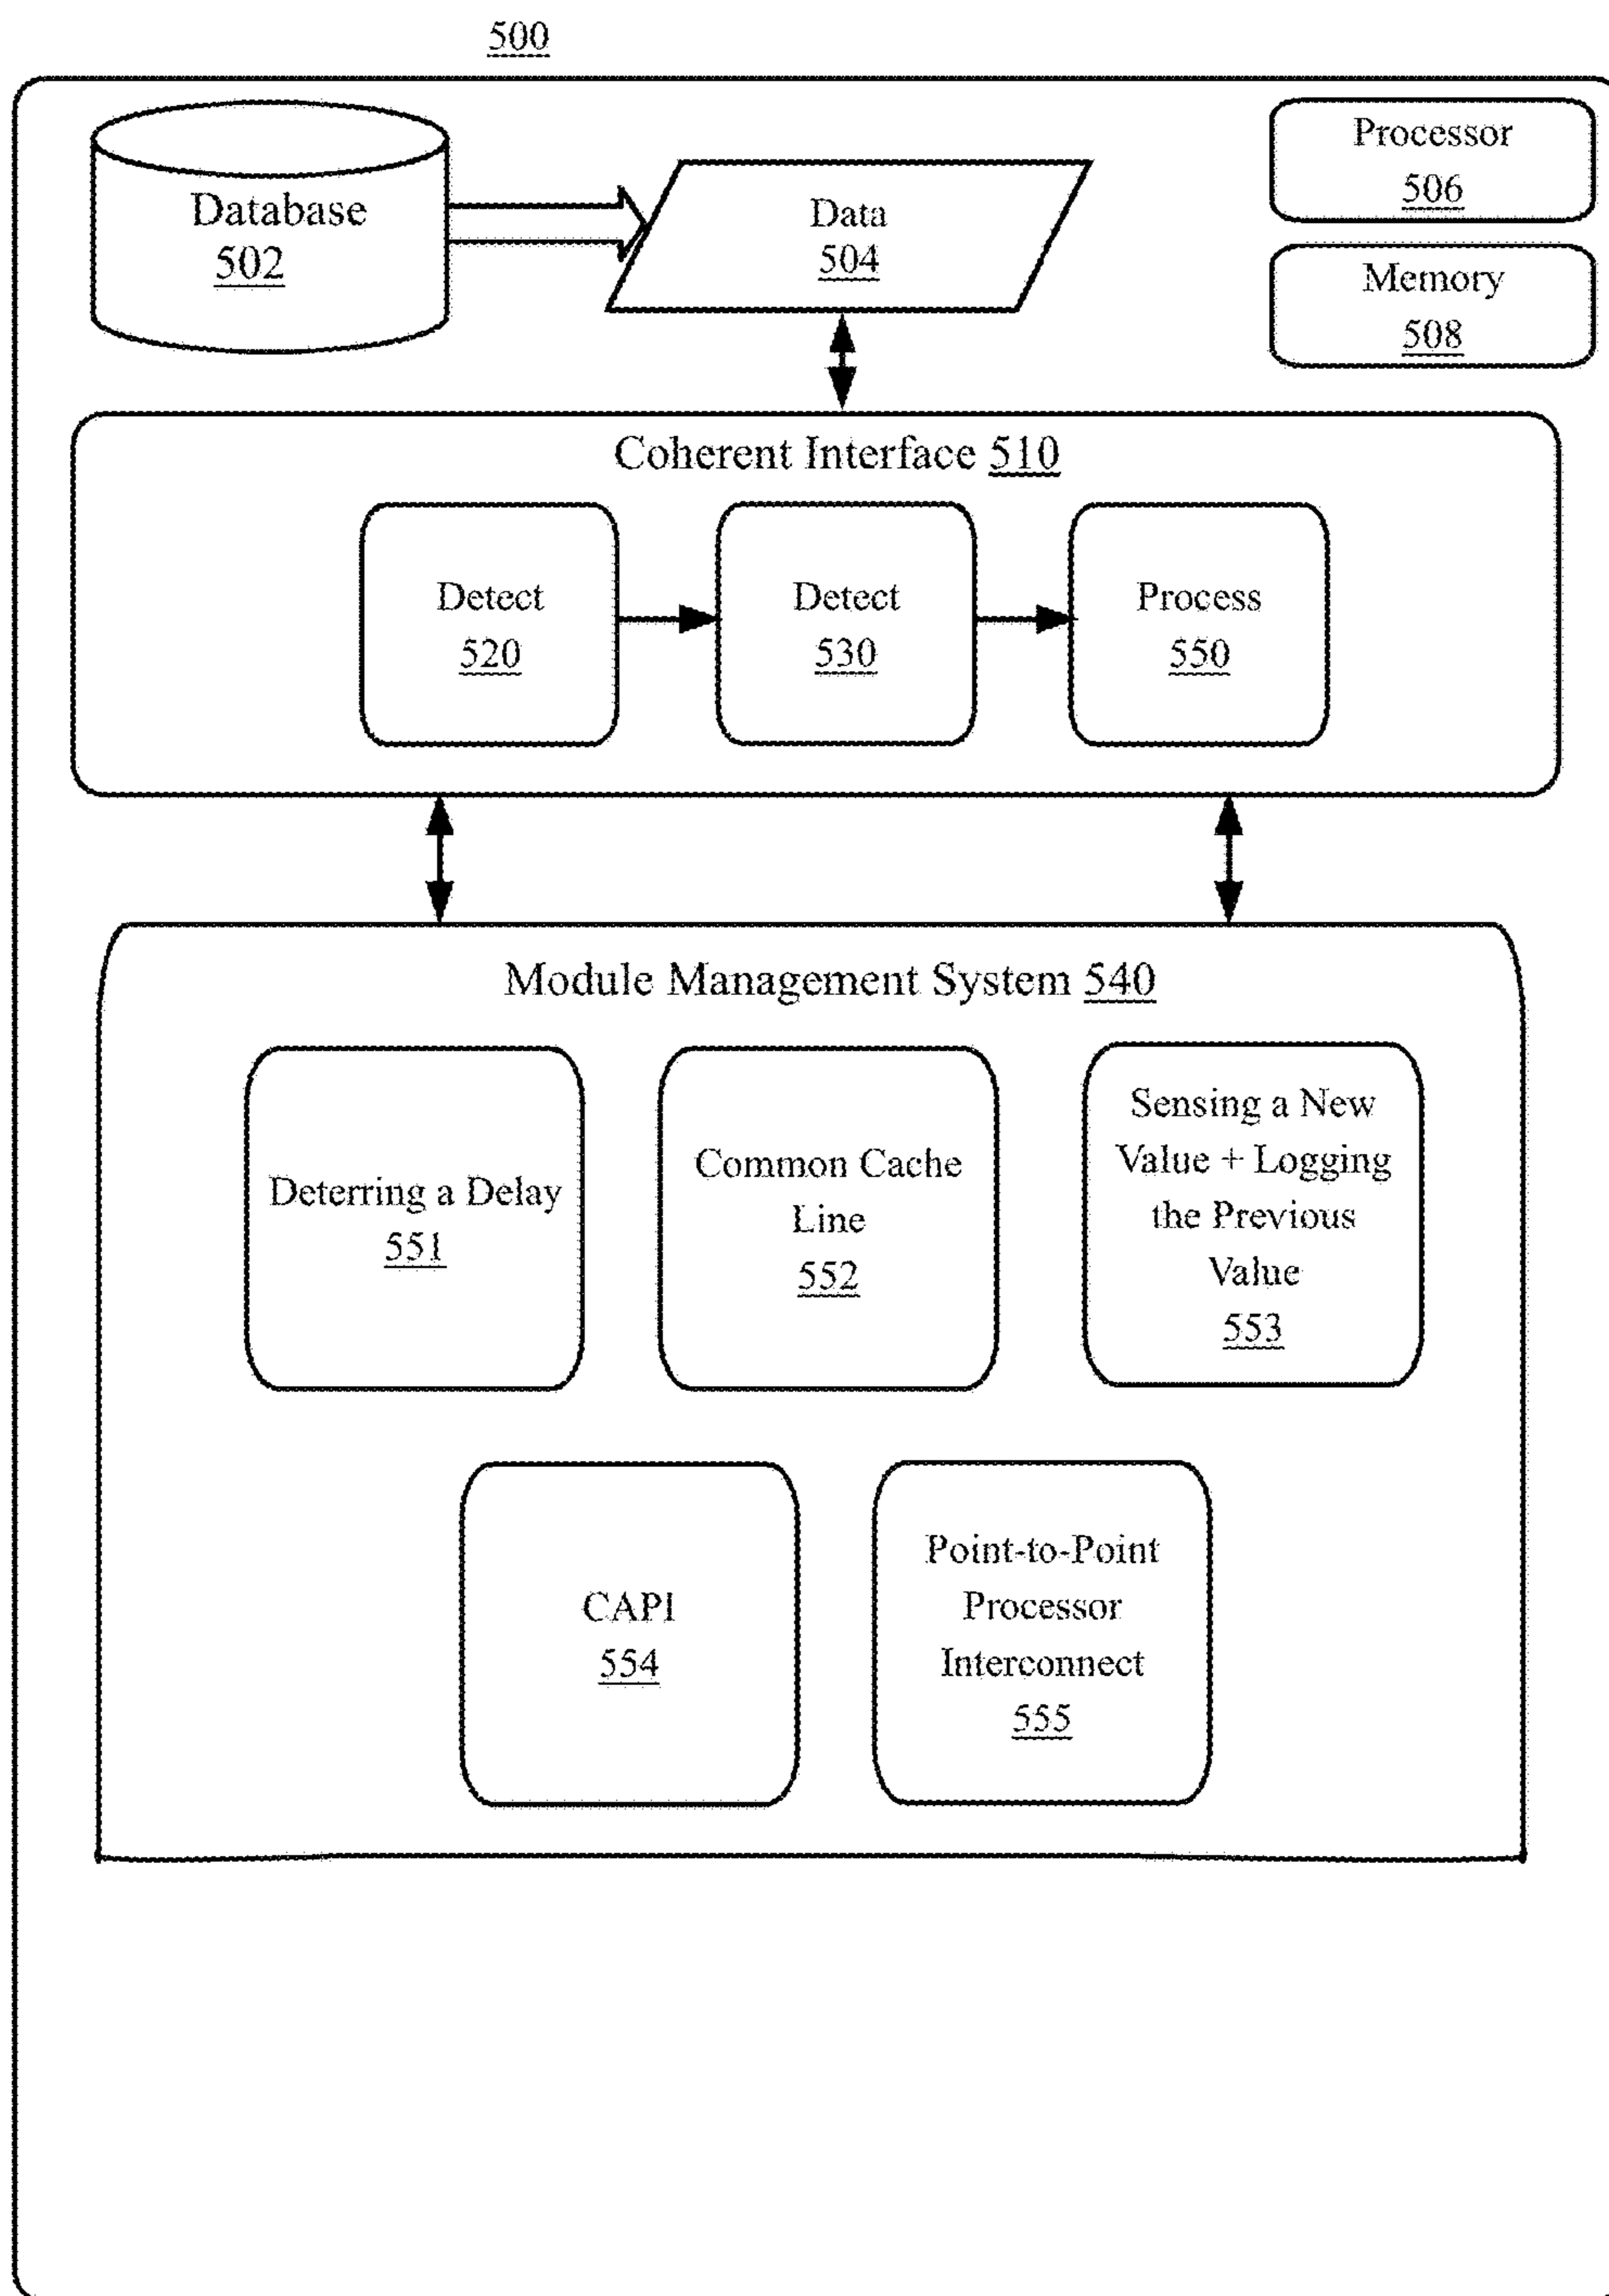 500
Database
502
Data
504
Processor
506
Memory
508
Coherent Interface 510
Detect
520
Detect
530
Process
550
Module Management System 540
Deterring a Delay
551
Common Cache
Line
552
Sensing a New
Value + Logging
the Previous
Value
553
CAPI
554
Point-to-Point
Processor
Interconnect
555